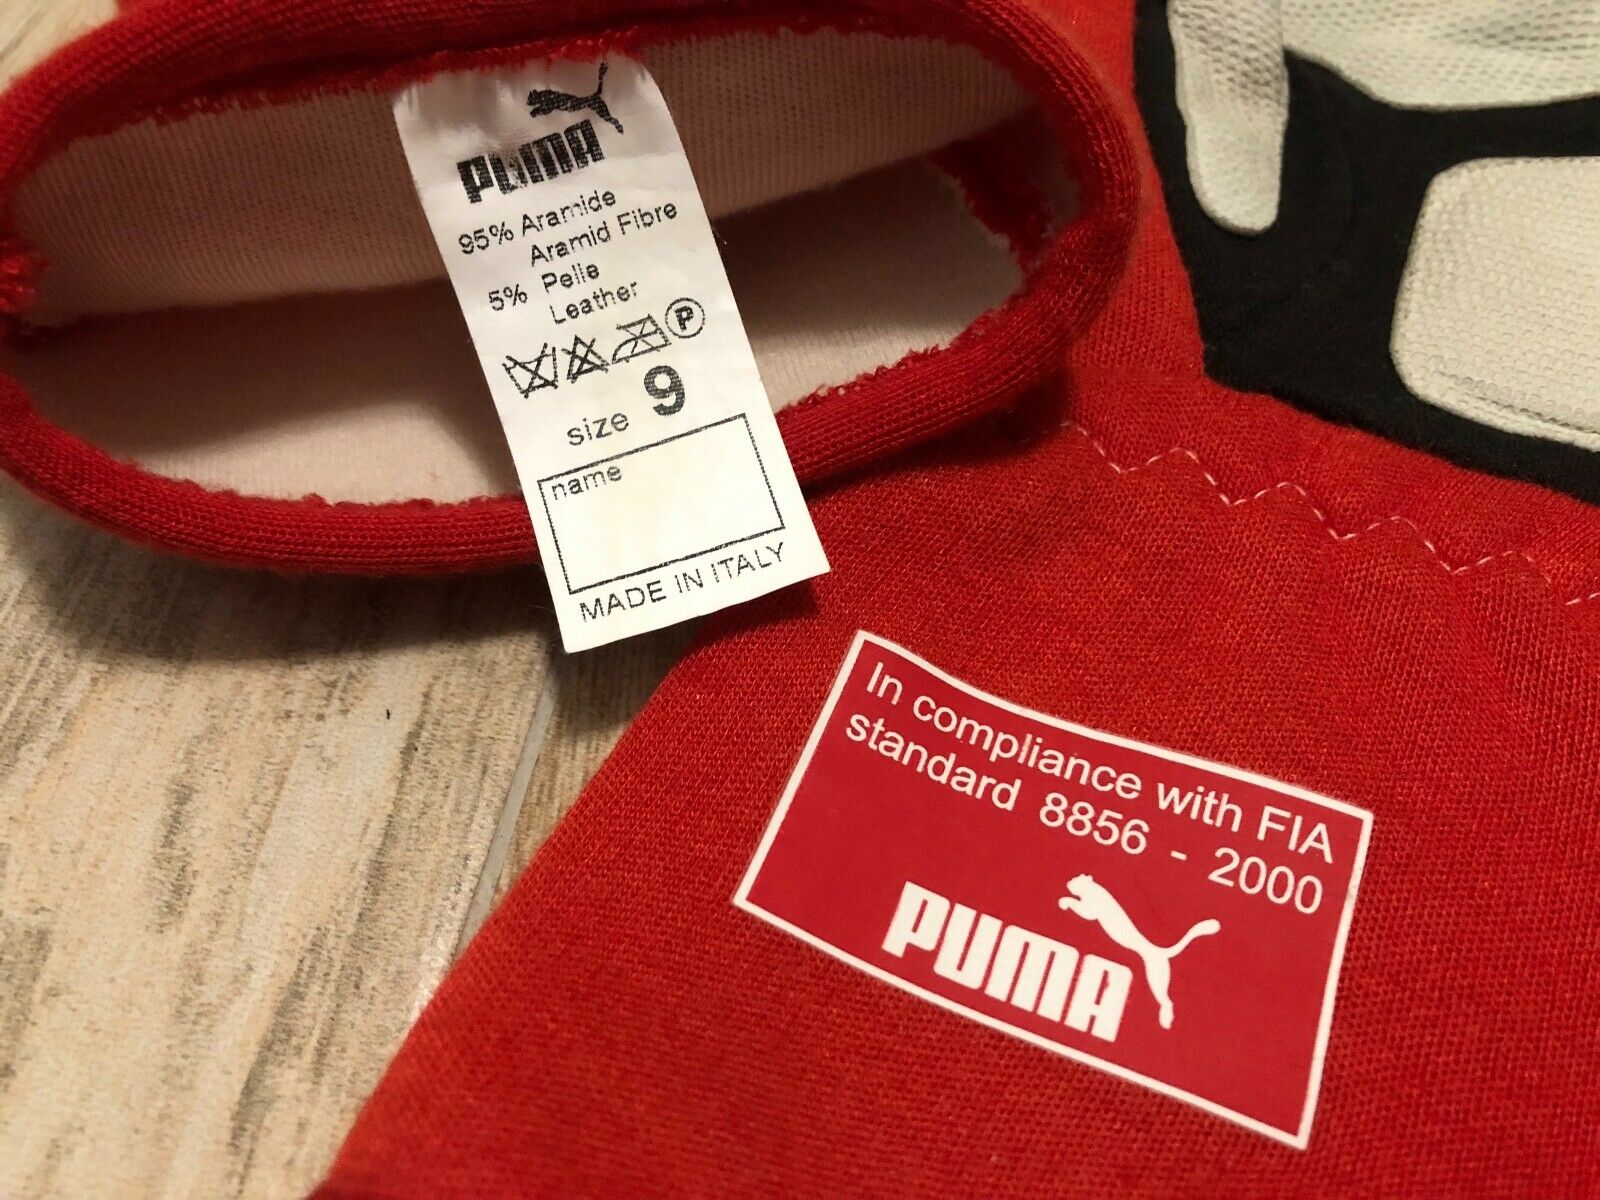 PUMA
95% Aramide
Aramid Fibre
5% Pelle
Leather
P
size 9
name
MADE IN ITALY
In compliance with FIA
standard 8856 - 2000
PUMA